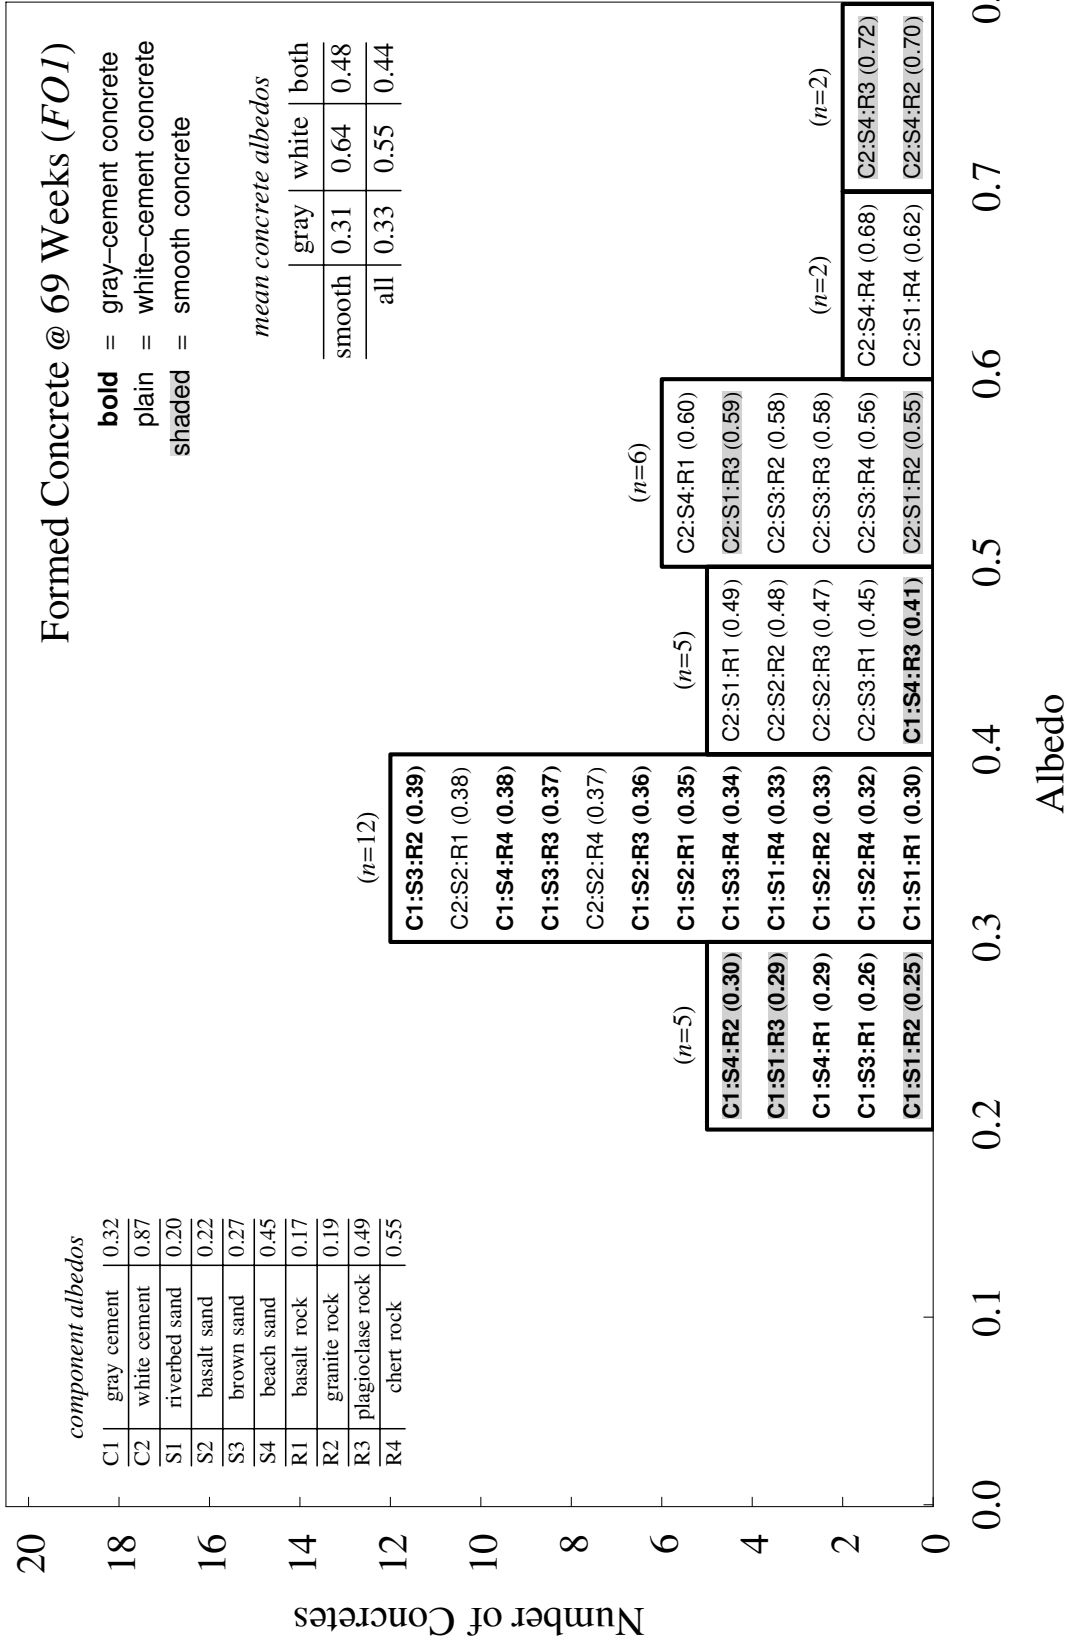 Formed Concrete @ 69 Weeks (FO1)
bold = gray–cement concrete
plain = white–cement concrete
shaded = smooth concrete
component albedos
C1 gray cement 0.32
C2 white cement 0.87
S1 riverbed sand 0.20
S2 basalt sand 0.22
S3 brown sand 0.27
S4 beach sand 0.45
R1 basalt rock 0.17
R2 granite rock 0.19
R3 plagioclase rock 0.49
R4 chert rock 0.55
mean concrete albedos
gray white both
smooth 0.31 0.64 0.48
all 0.33 0.55 0.44
(n=5)
C1:S4:R2 (0.30)
C1:S1:R3 (0.29)
C1:S4:R1 (0.29)
C1:S3:R1 (0.26)
C1:S1:R2 (0.25)
(n=12)
C1:S3:R2 (0.39)
C2:S2:R1 (0.38)
C1:S4:R4 (0.38)
C1:S3:R3 (0.37)
C2:S2:R4 (0.37)
C1:S2:R3 (0.36)
C1:S2:R1 (0.35)
C1:S3:R4 (0.34)
C1:S1:R4 (0.33)
C1:S2:R2 (0.33)
C1:S2:R4 (0.32)
C1:S1:R1 (0.30)
(n=5)
C2:S1:R1 (0.49)
C2:S2:R2 (0.48)
C2:S2:R3 (0.47)
C2:S3:R1 (0.45)
C1:S4:R3 (0.41)
(n=6)
C2:S4:R1 (0.60)
C2:S1:R3 (0.59)
C2:S3:R2 (0.58)
C2:S3:R3 (0.58)
C2:S3:R4 (0.56)
C2:S1:R2 (0.55)
(n=2)
C2:S4:R4 (0.68)
C2:S1:R4 (0.62)
(n=2)
C2:S4:R3 (0.72)
C2:S4:R2 (0.70)
20
18
16
14
12
10
8
6
4
2
0
Number of Concretes
0.0 0.1 0.2 0.3 0.4 0.5 0.6 0.7
Albedo